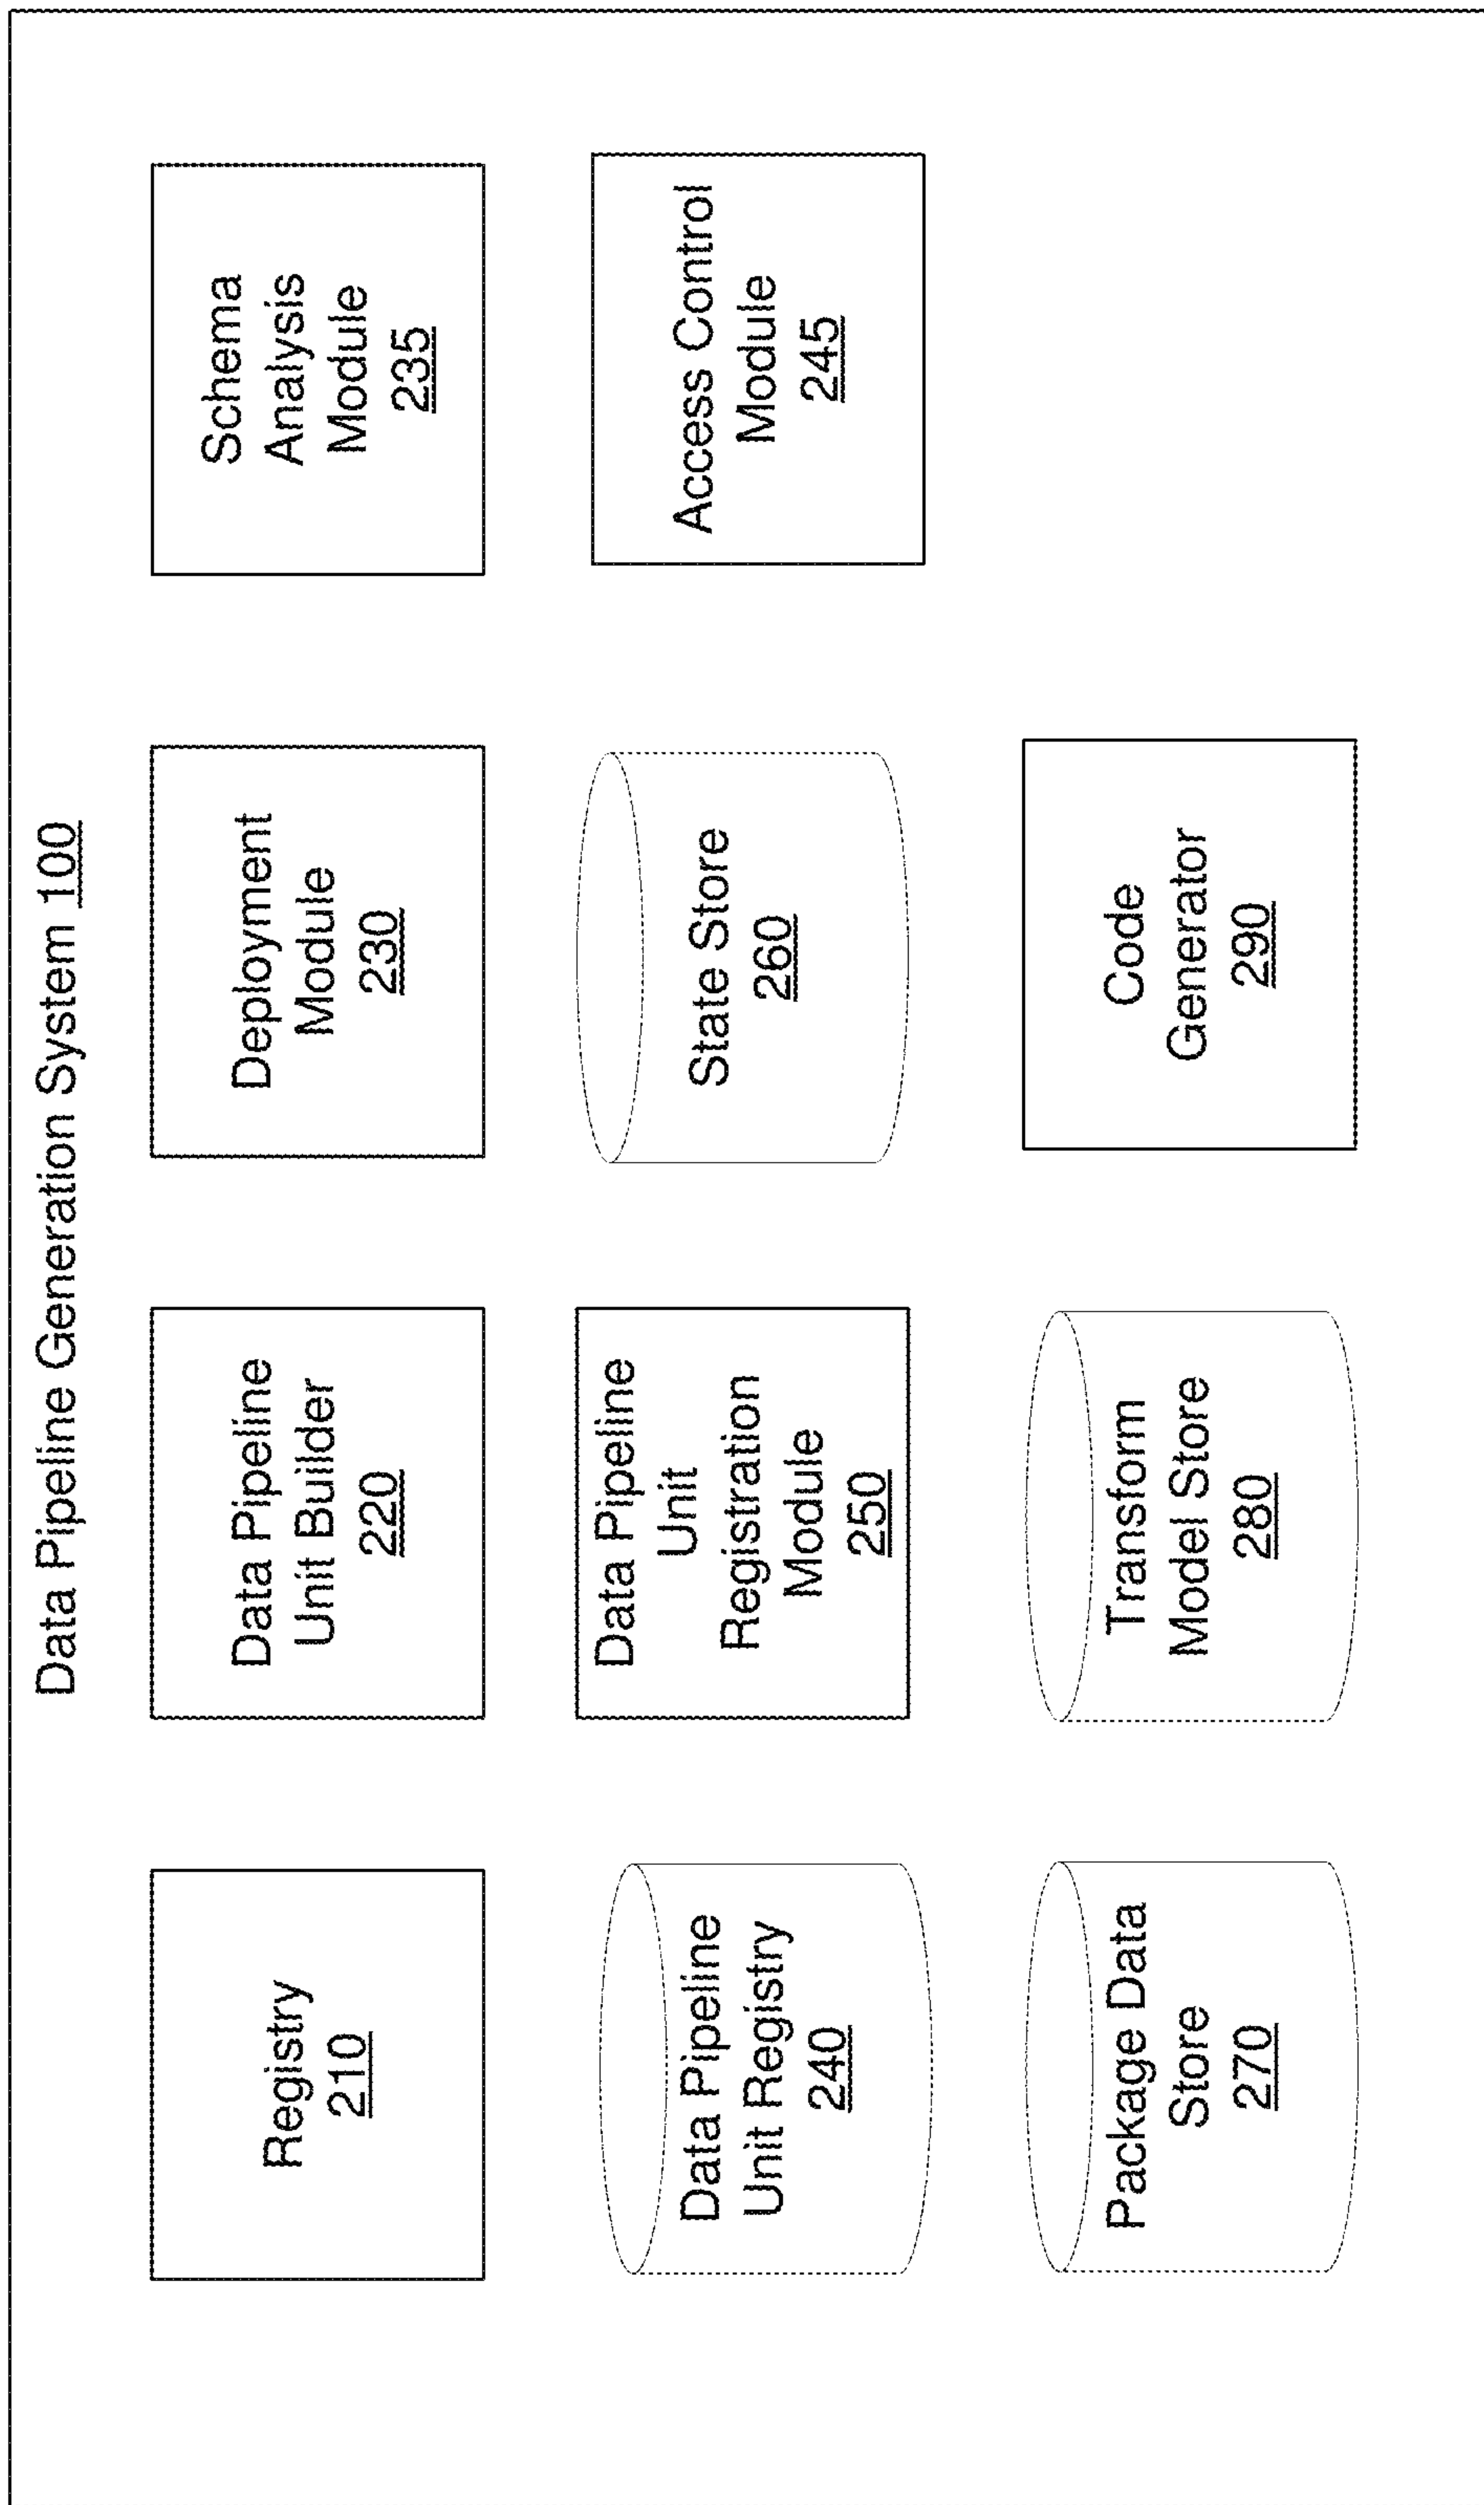 Data Pipeline Generation System 100
Registry
210
Data Pipeline
Unit Builder
220
Deployment
Module
230
Schema
Analysis
Module
235
Data Pipeline
Unit Registry
240
Data Pipeline
Unit
Registration
Module
250
State Store
260
Access Control
Module
245
Package Data
Store
270
Transform
Model Store
280
Code
Generator
290